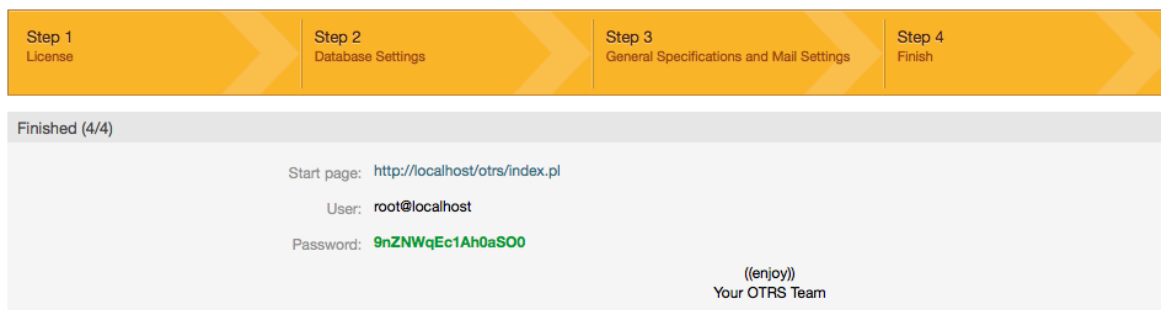 Step 1
License
Step 2
Database Settings
Step 3
General Specifications and Mail Settings
Step 4
Finish
Finished (4/4)
Start page: http://localhost/otrs/index.pl
User: root@localhost
Password: 9nZNWqEc1Ah0aSO0
((enjoy))
Your OTRS Team